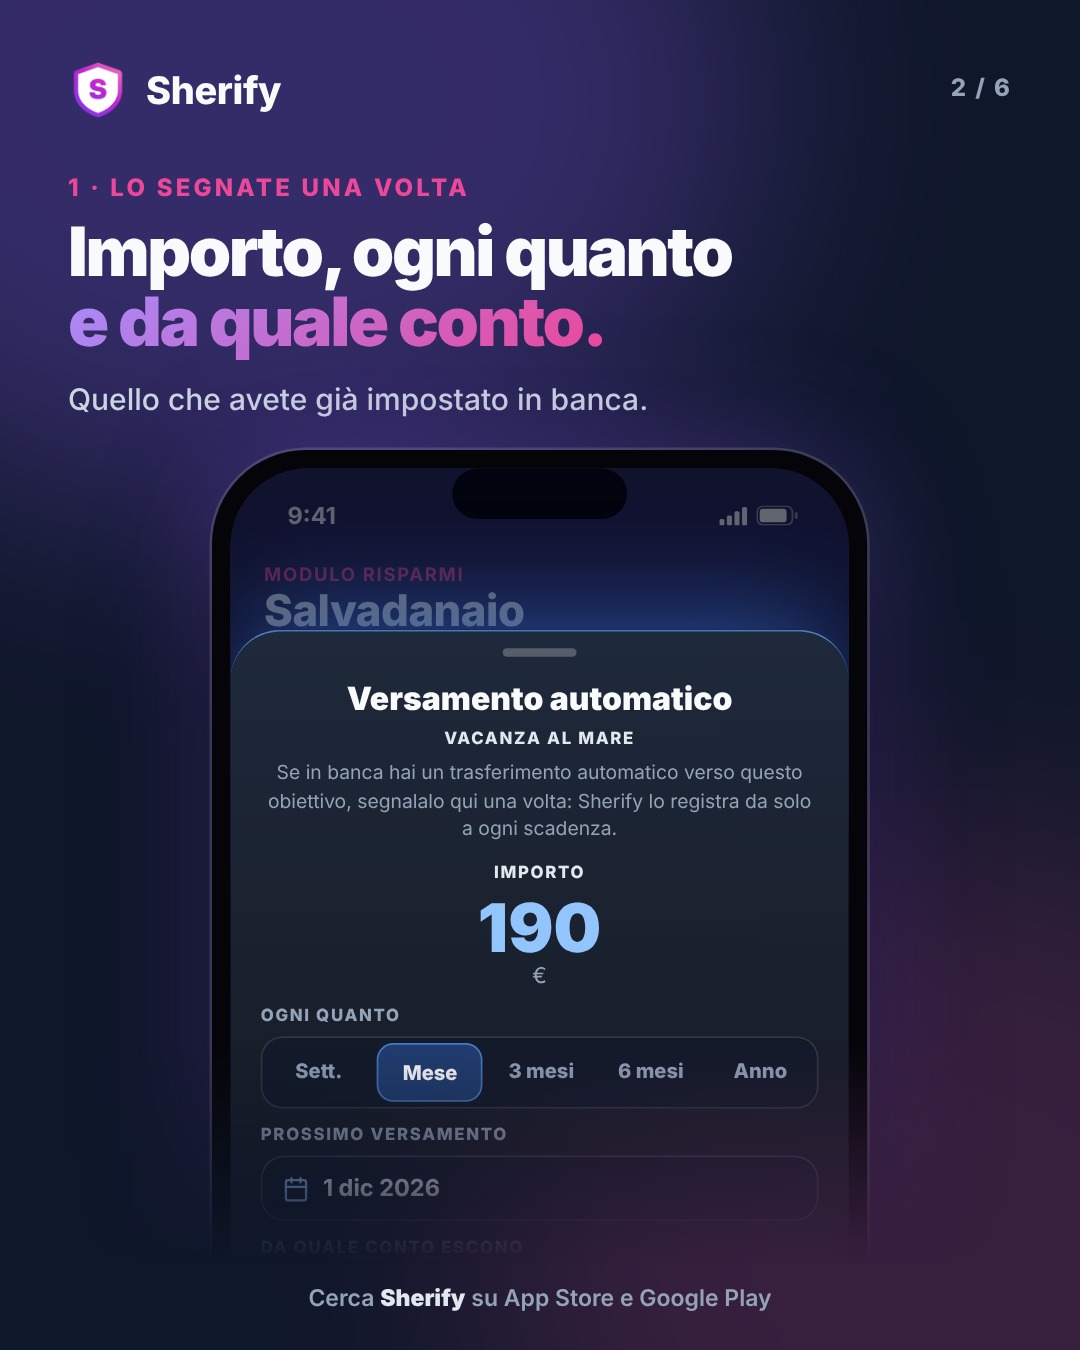 S
Sherify
2 / 6
1 · LO SEGNATE UNA VOLTA
Importo, ogni quanto
e da quale conto.
Quello che avete già impostato in banca.
9:41
MODULO RISPARMI
Salvadanaio
Versamento automatico
VACANZA AL MARE
Se in banca hai un trasferimento automatico verso questo
obiettivo, segnalalo qui una volta: Sherify lo registra da solo
a ogni scadenza.
IMPORTO
190
€
OGNI QUANTO
Sett. Mese 3 mesi 6 mesi Anno
PROSSIMO VERSAMENTO
1 dic 2026
DA QUALE CONTO ESCONO
Cerca Sherify su App Store e Google Play